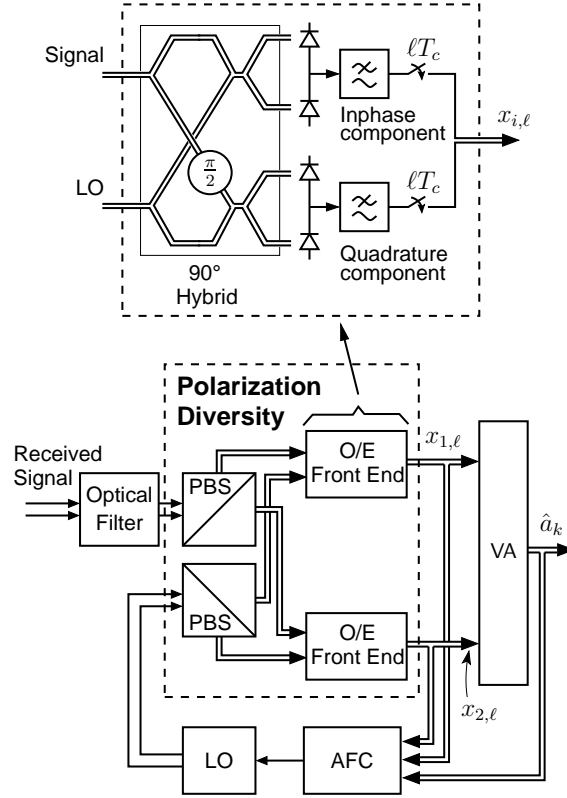 Signal
LO
π/2
90°
Hybrid
ℓT_c
Inphase
component
ℓT_c
Quadrature
component
x_{i,ℓ}
Polarization
Diversity
Received
Signal
Optical
Filter
PBS
PBS
O/E
Front End
O/E
Front End
x_{1,ℓ}
x_{2,ℓ}
VA
â_k
LO
AFC